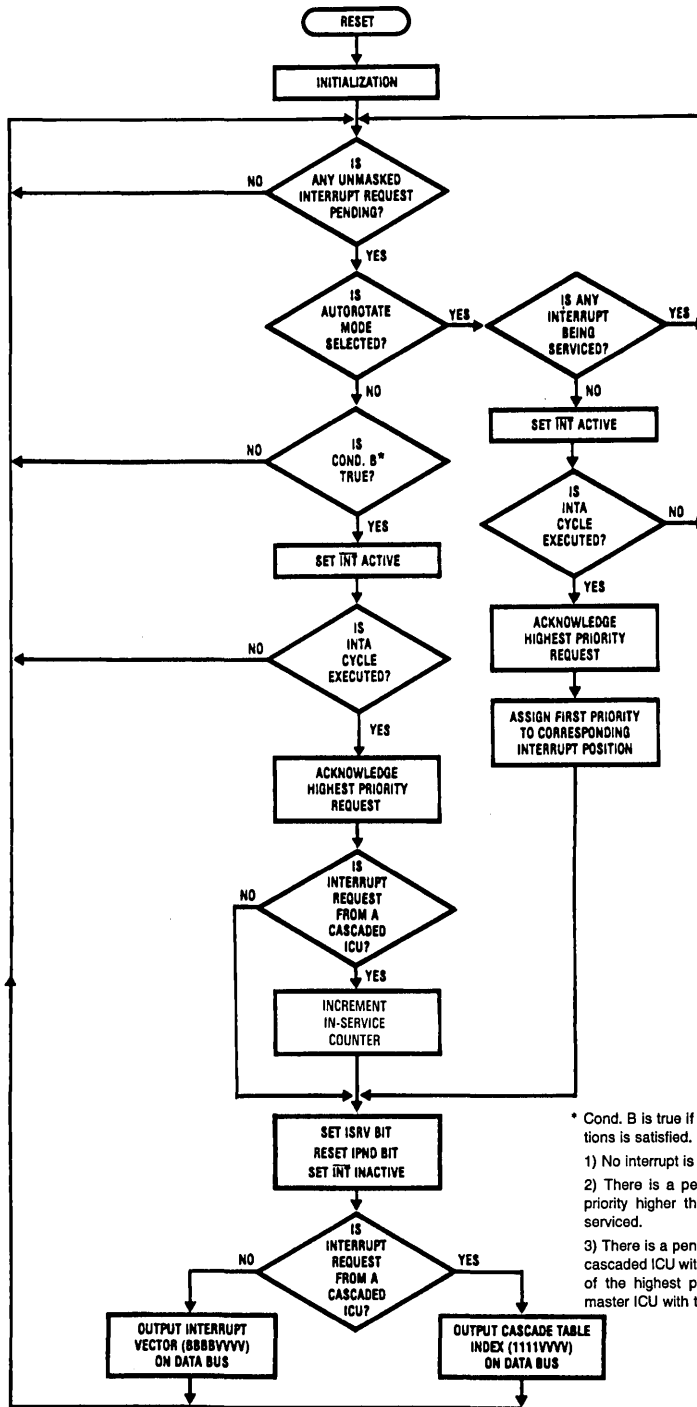 RESET
INITIALIZATION
IS
ANY UNMASKED
INTERRUPT REQUEST
PENDING?
NO
YES
IS
AUTOROTATE
MODE
SELECTED?
YES
NO
IS ANY
INTERRUPT
BEING
SERVICED?
YES
NO
SET INT ACTIVE
IS
INTA
CYCLE
EXECUTED?
NO
YES
ACKNOWLEDGE
HIGHEST PRIORITY
REQUEST
ASSIGN FIRST PRIORITY
TO CORRESPONDING
INTERRUPT POSITION
IS
COND. B*
TRUE?
NO
YES
SET INT ACTIVE
IS
INTA
CYCLE
EXECUTED?
NO
YES
ACKNOWLEDGE
HIGHEST PRIORITY
REQUEST
IS
INTERRUPT
REQUEST
FROM A
CASCADED
ICU?
NO
YES
INCREMENT
IN-SERVICE
COUNTER
SET ISRV BIT
RESET IPND BIT
SET INT INACTIVE
IS
INTERRUPT
REQUEST
FROM A
CASCADED
ICU?
NO
YES
OUTPUT INTERRUPT
VECTOR (BBBBVVVV)
ON DATA BUS
OUTPUT CASCADE TABLE
INDEX (1111VVVV)
ON DATA BUS
* Cond. B is true if
tions is satisfied.
1) No interrupt is
2) There is a pe
priority higher th
serviced.
3) There is a pen
cascaded ICU wit
of the highest p
master ICU with t